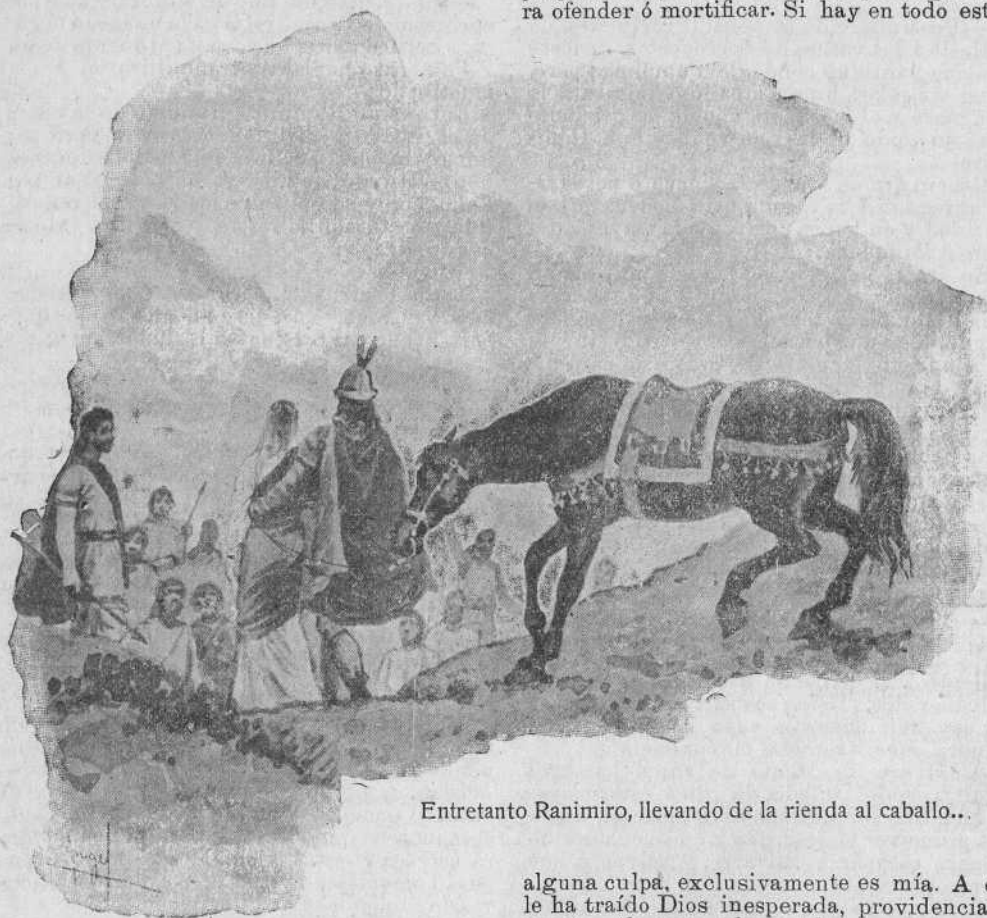 ra ofender ó mortificar. Si hay en todo est
Entretanto Ranimiro, llevando de la rienda al caballo...
alguna culpa, exclusivamente es mía. A
le ha traído Dios inesperada, providencia